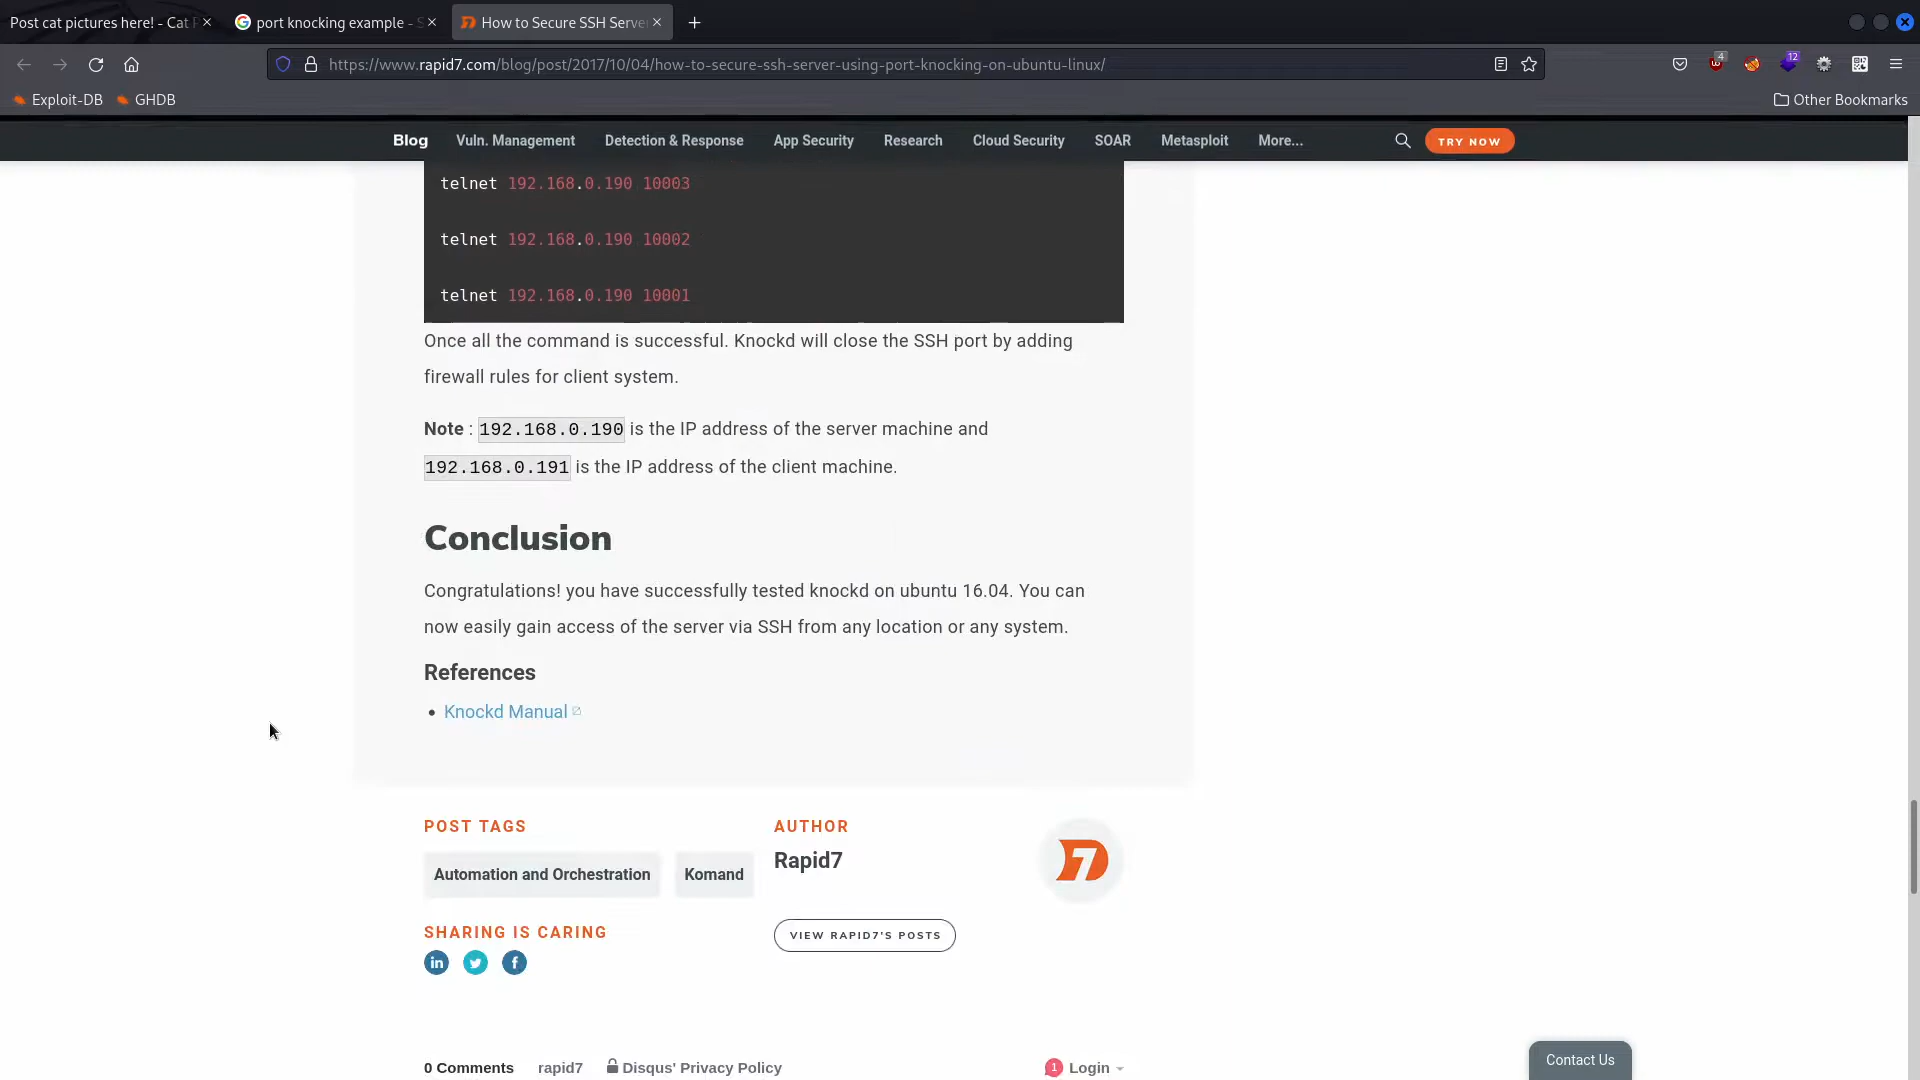 Post cat pictures here! - Cat P
port knocking example - S
How to Secure SSH Serve
https://www.rapid7.com/blog/post/2017/10/04/how-to-secure-ssh-server-using-port-knocking-on-ubuntu-linux/
4
12
Exploit-DB
GHDB
Other Bookmarks
Blog
Vuln. Management
Detection & Response
App Security
Research
Cloud Security
SOAR
Metasploit
More...
TRY NOW
telnet 192.168.0.190 10003
telnet 192.168.0.190 10002
telnet 192.168.0.190 10001
Once all the command is successful. Knockd will close the SSH port by adding
firewall rules for client system.
Note : 192.168.0.190 is the IP address of the server machine and
192.168.0.191 is the IP address of the client machine.
Conclusion
Congratulations! you have successfully tested knockd on ubuntu 16.04. You can
now easily gain access of the server via SSH from any location or any system.
References
• Knockd Manual
POST TAGS
Automation and Orchestration
Komand
AUTHOR
Rapid7
VIEW RAPID7'S POSTS
SHARING IS CARING
0 Comments
rapid7
Disqus' Privacy Policy
1
Login
Contact Us